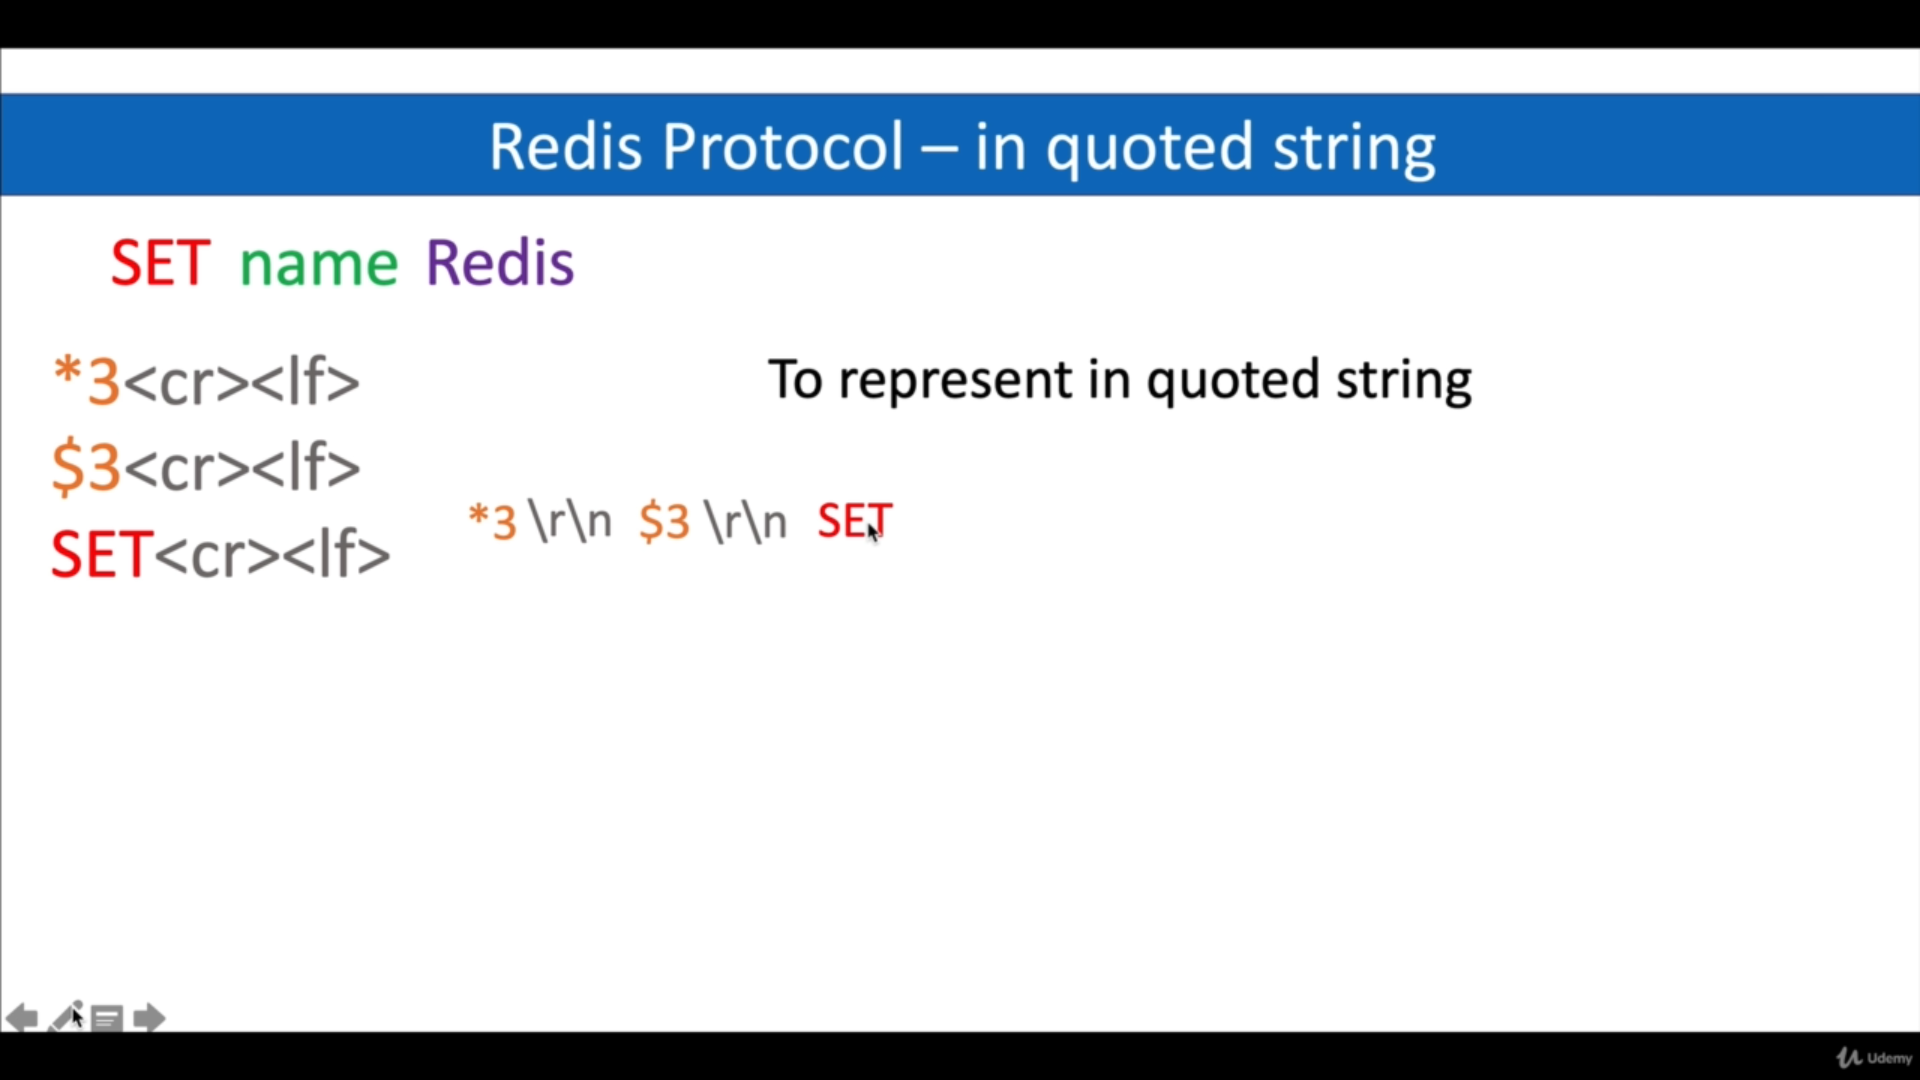 Redis Protocol – in quoted string
SET name Redis
*3<cr><lf>
To represent in quoted string
$3<cr><lf>
*3 \r\n $3 \r\n SET
SET<cr><lf>
Udemy